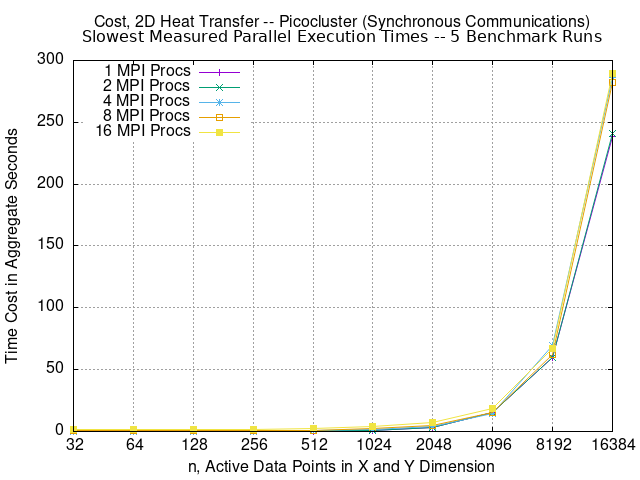 Cost, 2D Heat Transfer -- Picocluster (Synchronous Communications)
Slowest Measured Parallel Execution Times -- 5 Benchmark Runs
1 MPI Procs
2 MPI Procs
4 MPI Procs
8 MPI Procs
16 MPI Procs
Time Cost in Aggregate Seconds
300
250
200
150
100
50
0
32 64 128 256 512 1024 2048 4096 8192 16384
n, Active Data Points in X and Y Dimension